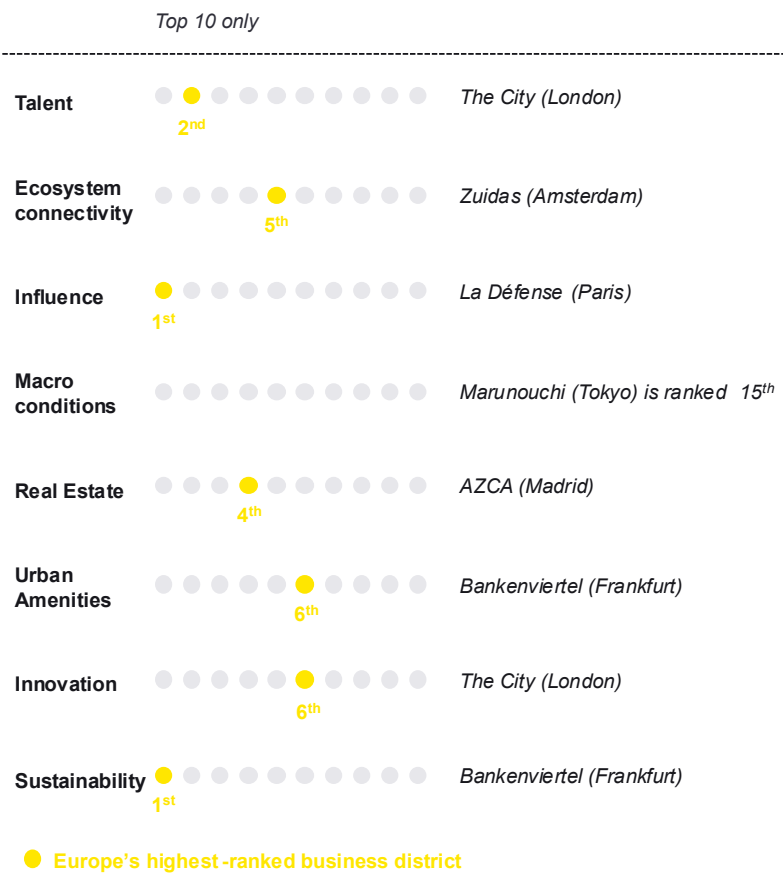 Top 10 only
Talent
The City (London)
2nd
Ecosystem
connectivity
Zuidas (Amsterdam)
5th
Influence
La Défense (Paris)
1st
Macro
conditions
Marunouchi (Tokyo) is ranked 15th
Real Estate
AZCA (Madrid)
4th
Urban
Amenities
Bankenviertel (Frankfurt)
6th
Innovation
The City (London)
6th
Sustainability
Bankenviertel (Frankfurt)
1st
Europe's highest-ranked business district